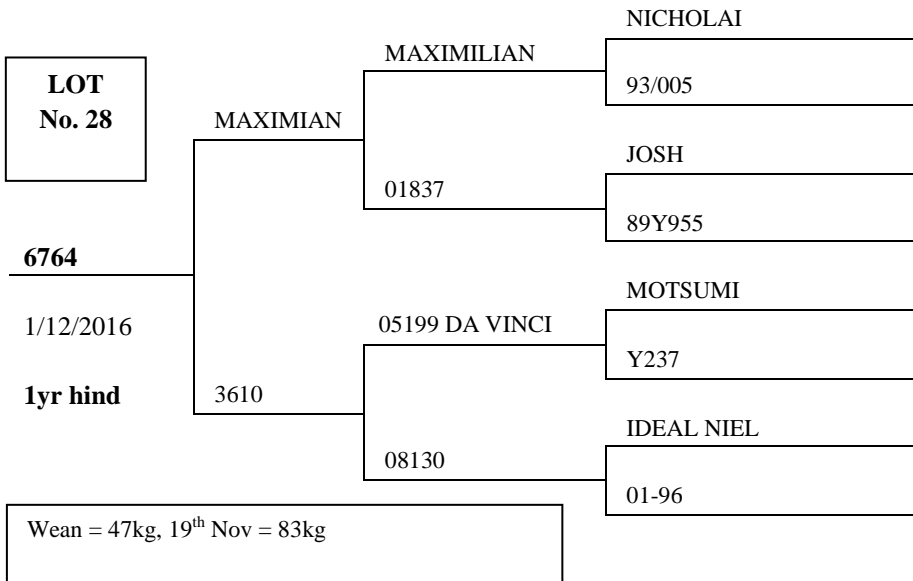 LOT
No. 28
6764
1/12/2016
1yr hind
MAXIMIAN
3610
MAXIMILIAN
01837
05199 DA VINCI
08130
NICHOLAI
93/005
JOSH
89Y955
MOTSUMI
Y237
IDEAL NIEL
01-96
Wean = 47kg, 19th Nov = 83kg